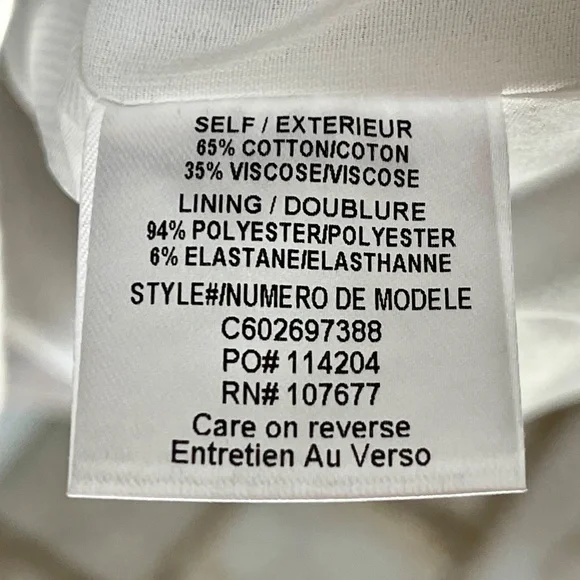 SELF / EXTERIEUR
65% COTTON/COTON
35% VISCOSE/VISCOSE
LINING / DOUBLURE
94% POLYESTER/POLYESTER
6% ELASTANE/ELASTHANNE
STYLE#/NUMERO DE MODELE
C602697388
PO# 114204
RN# 107677
Care on reverse
Entretien Au Verso